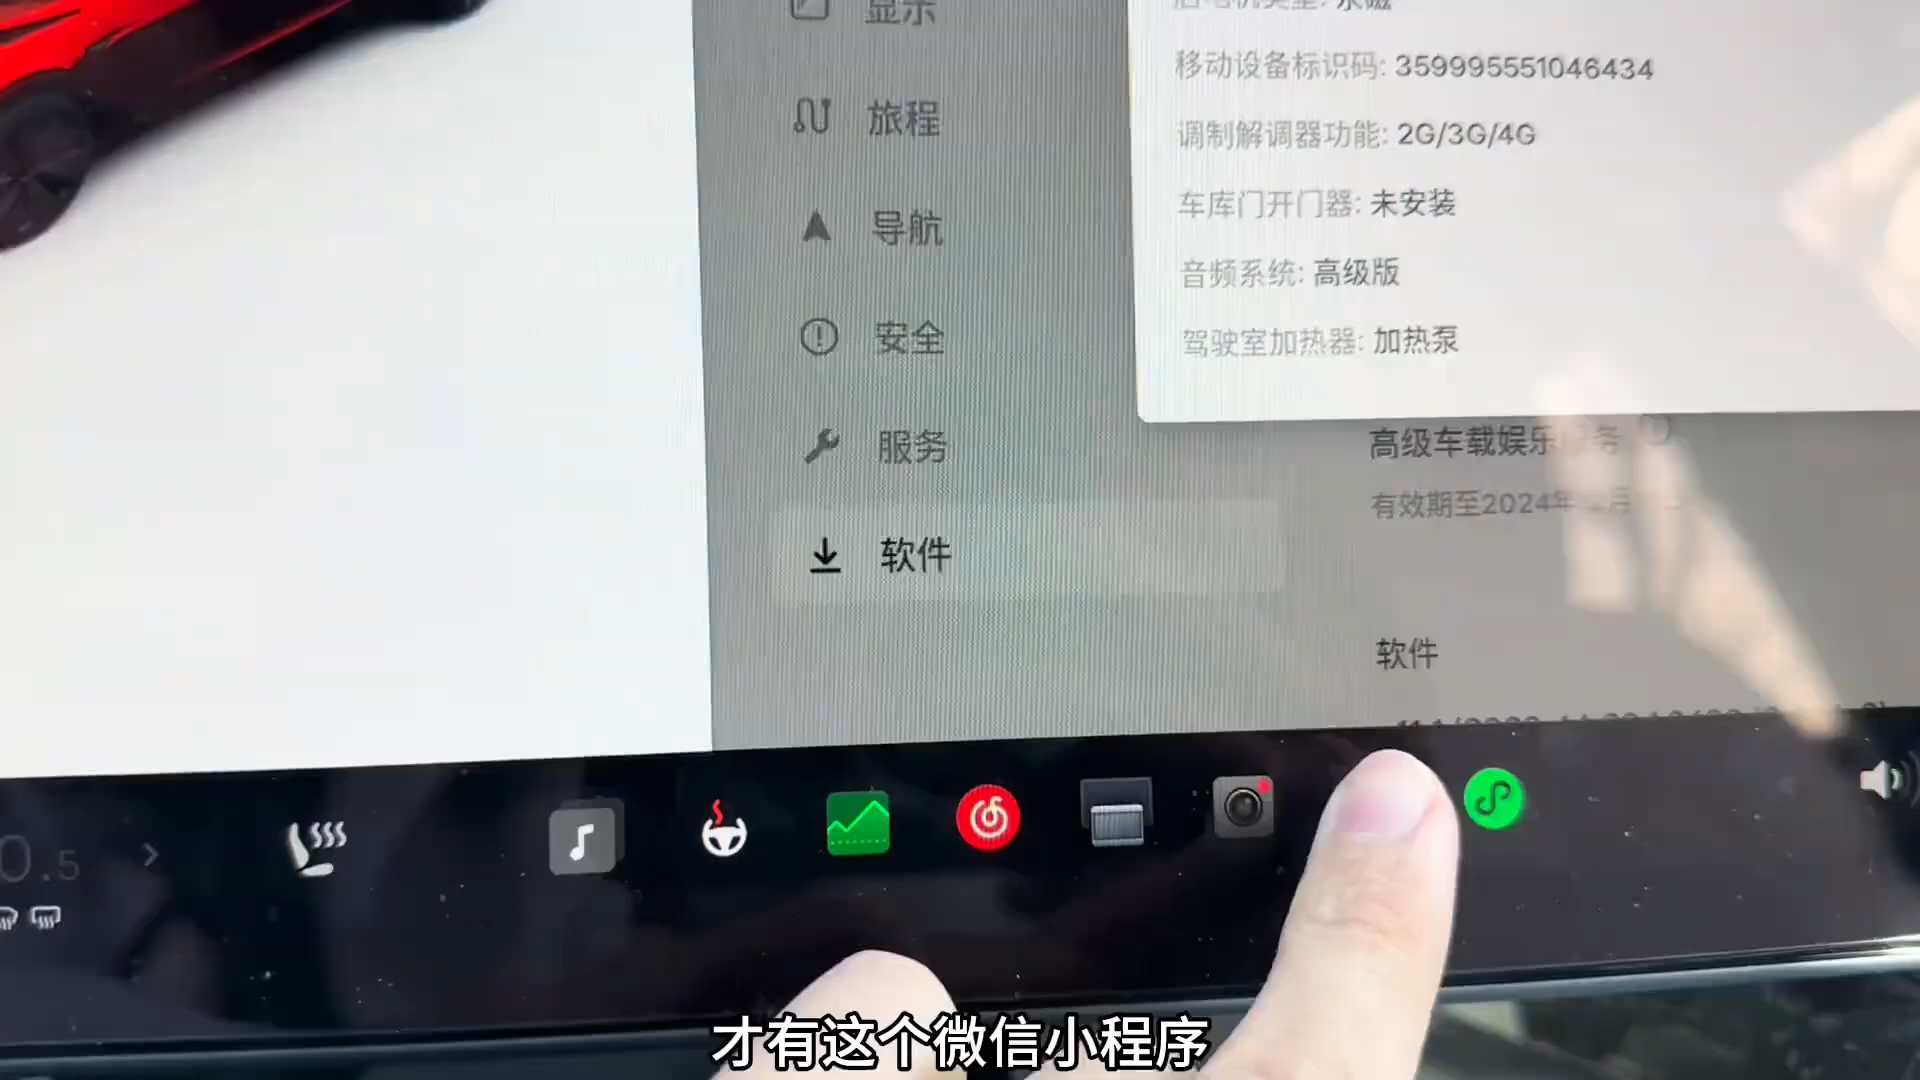 显示
旅程
导航
安全
服务
软件
永磁
移动设备标识码: 359995551046434
调制解调器功能: 2G/3G/4G
车库门开门器: 未安装
音频系统: 高级版
驾驶室加热器: 加热泵
高级车载娱乐服务
有效期至2024年
软件
0.5
才有这个微信小程序